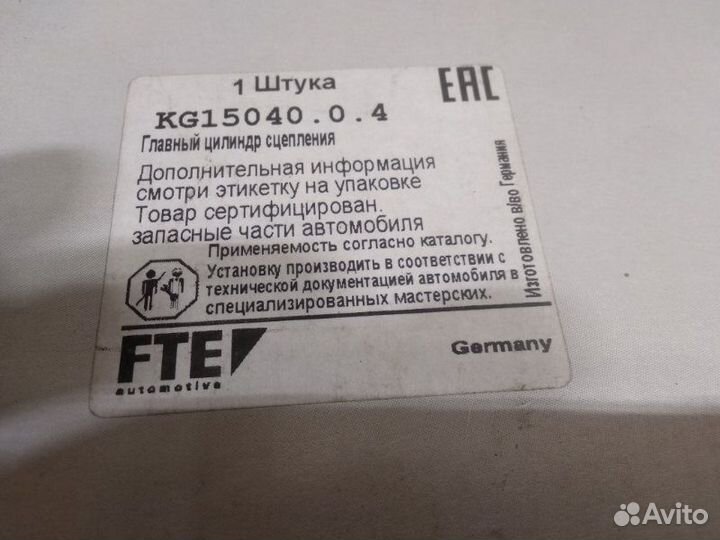 1 Штука
EAC
KG15040.0.4
Главный цилиндр сцепления
Дополнительная информация
смотри этикетку на упаковке
Товар сертифицирован.
запасные части автомобиля
Применяемость согласно каталогу.
Установку производить в соответствии с
технической документацией автомобиля в
специализированных мастерских.
Изготовлено в/во Германия
FTE
automotive
Germany
Avito